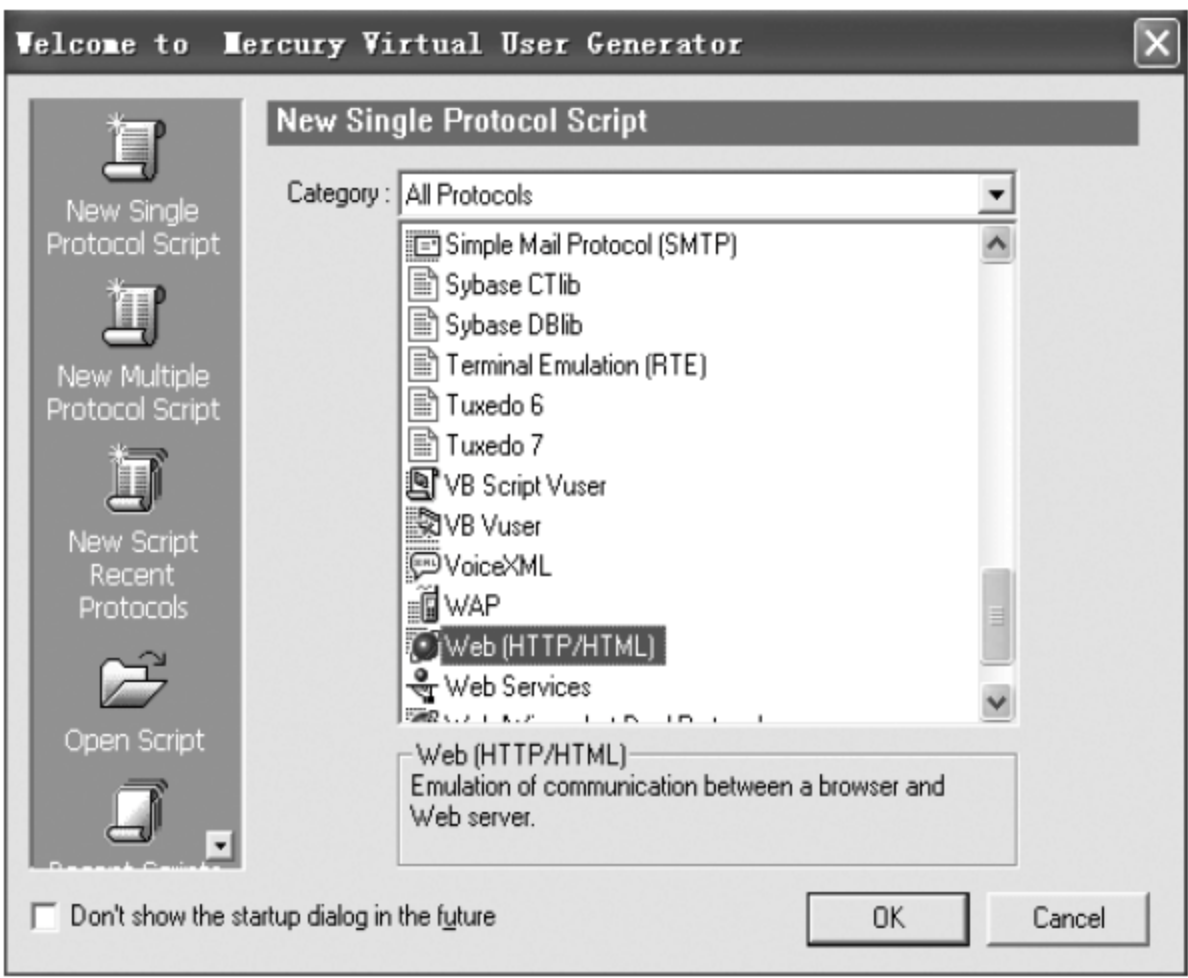 Welcome to Mercury Virtual User Generator
New Single
Protocol Script
New Multiple
Protocol Script
New Script
Recent
Protocols
Open Script
New Single Protocol Script
Category :
All Protocols
Simple Mail Protocol (SMTP)
Sybase CTlib
Sybase DBlib
Terminal Emulation (RTE)
Tuxedo 6
Tuxedo 7
VB Script Vuser
VB Vuser
VoiceXML
WAP
Web (HTTP/HTML)
Web Services
Web (HTTP/HTML)
Emulation of communication between a browser and
Web server.
Don't show the startup dialog in the future
OK
Cancel